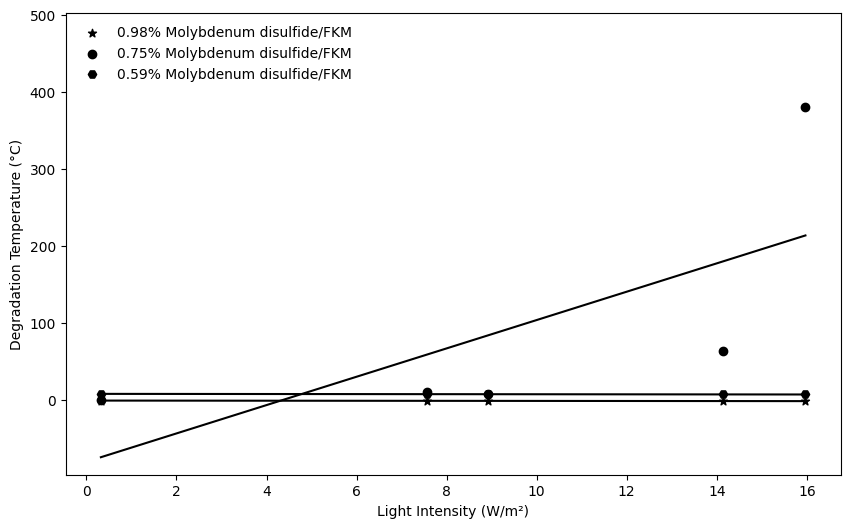 500
400
300
200
100
0
Degradation Temperature (°C)
0.98% Molybdenum disulfide/FKM
0.75% Molybdenum disulfide/FKM
0.59% Molybdenum disulfide/FKM
0 2 4 6 8 10 12 14 16
Light Intensity (W/m²)